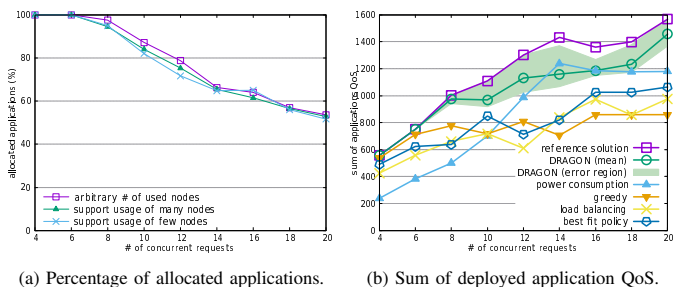 100
80
60
40
20
0
allocated applications (%)
arbitrary # of used nodes
support usage of many nodes
support usage of few nodes
4 6 8 10 12 14 16 18 20
# of concurrent requests
(a) Percentage of allocated applications.
1600
1400
1200
1000
800
600
400
200
0
sum of application QoS
reference solution
DRAGON (mean)
DRAGON (error region)
power consumption
greedy
load balancing
best fit policy
4 6 8 10 12 14 16 18 20
# of concurrent requests
(b) Sum of deployed application QoS.